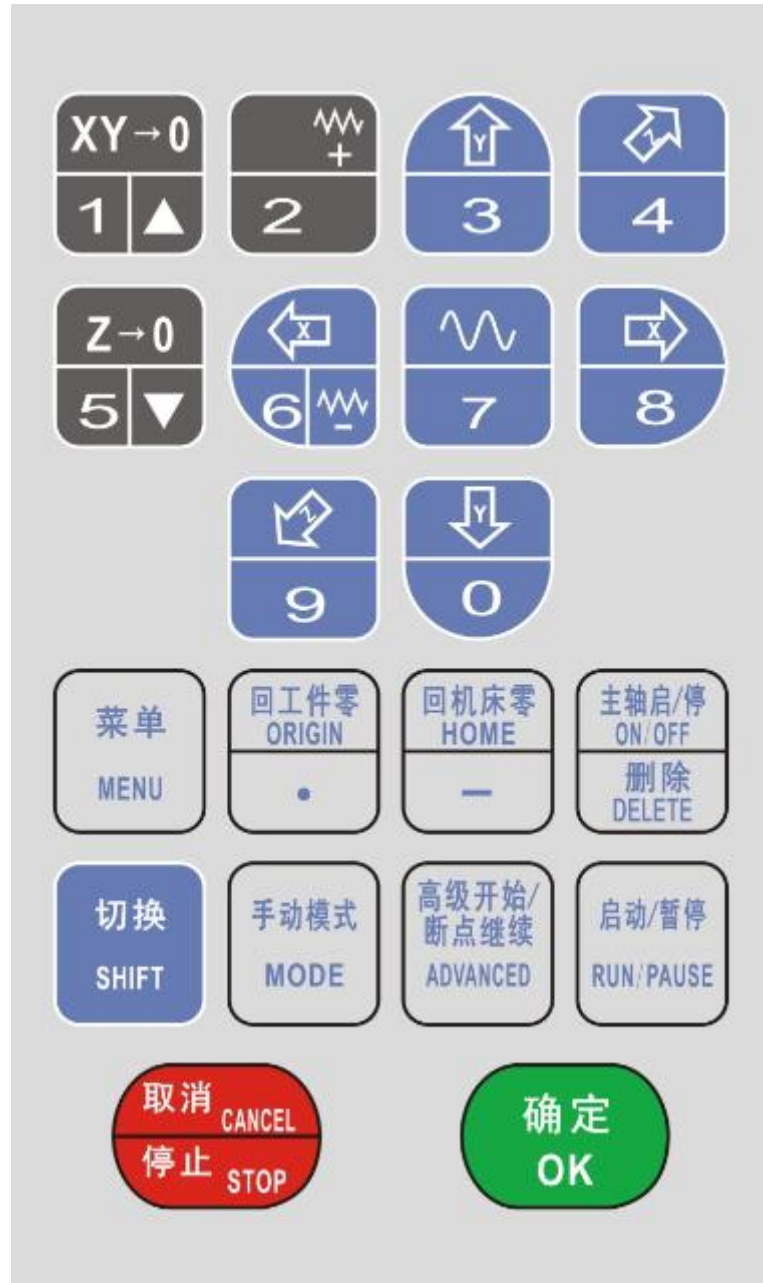 XY→0
1 ▲
+
2
Y
3
Z
4
Z→0
5 ▼
X
6 -
7
X
8
Z
9
Y
0
菜单
MENU
回工件零
ORIGIN
•
回机床零
HOME
—
主轴启/停
ON/OFF
删除
DELETE
切换
SHIFT
手动模式
MODE
高级开始/
断点继续
ADVANCED
启动/暂停
RUN/PAUSE
取消 CANCEL
停止 STOP
确定
OK